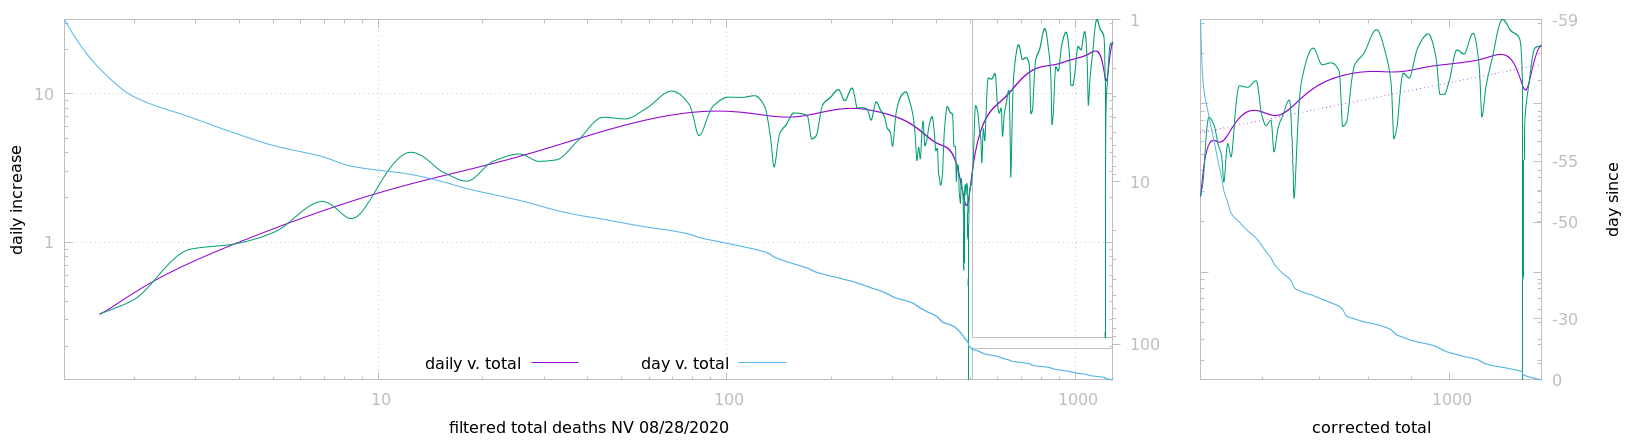 daily increase
10
1
daily v. total
day v. total
10
100
1000
filtered total deaths NV 08/28/2020
1
10
100
-59
-55
-50
-30
0
day since
1000
corrected total